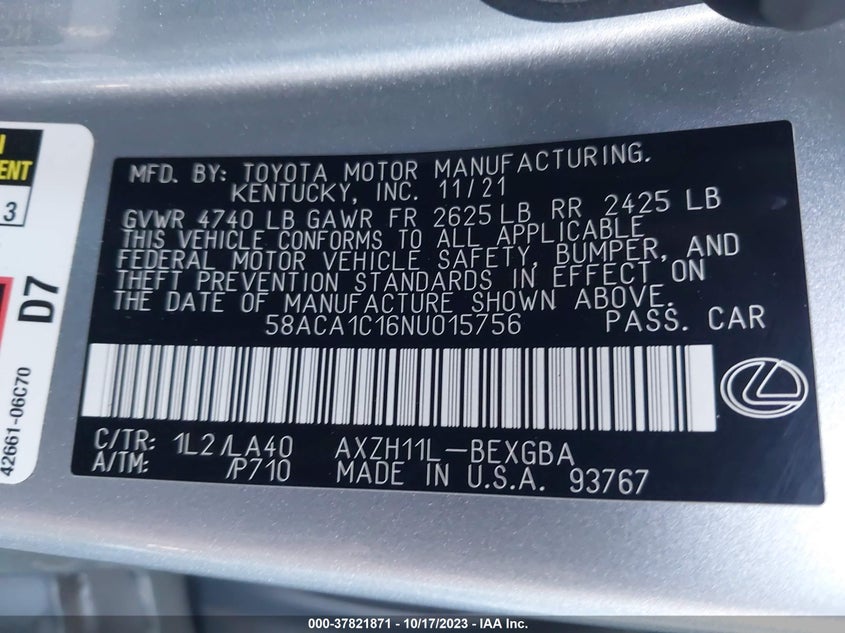 MFD. BY: TOYOTA MOTOR MANUFACTURING.
KENTUCKY, INC. 11/21
GVWR 4740 LB GAWR FR 2625 LB RR 2425 LB
THIS VEHICLE CONFORMS TO ALL APPLICABLE
FEDERAL MOTOR VEHICLE SAFETY, BUMPER, AND
THEFT PREVENTION STANDARDS IN EFFECT ON
THE DATE OF MANUFACTURE SHOWN ABOVE.
58ACA1C16NU015756 PASS. CAR
C/TR: 1L2/LA40 AXZH11L-BEXGBA
A/TM: /P710 MADE IN U.S.A. 93767
3
D7
42661-06C70
000-37821871 | 10/17/2023 | IAA Inc.